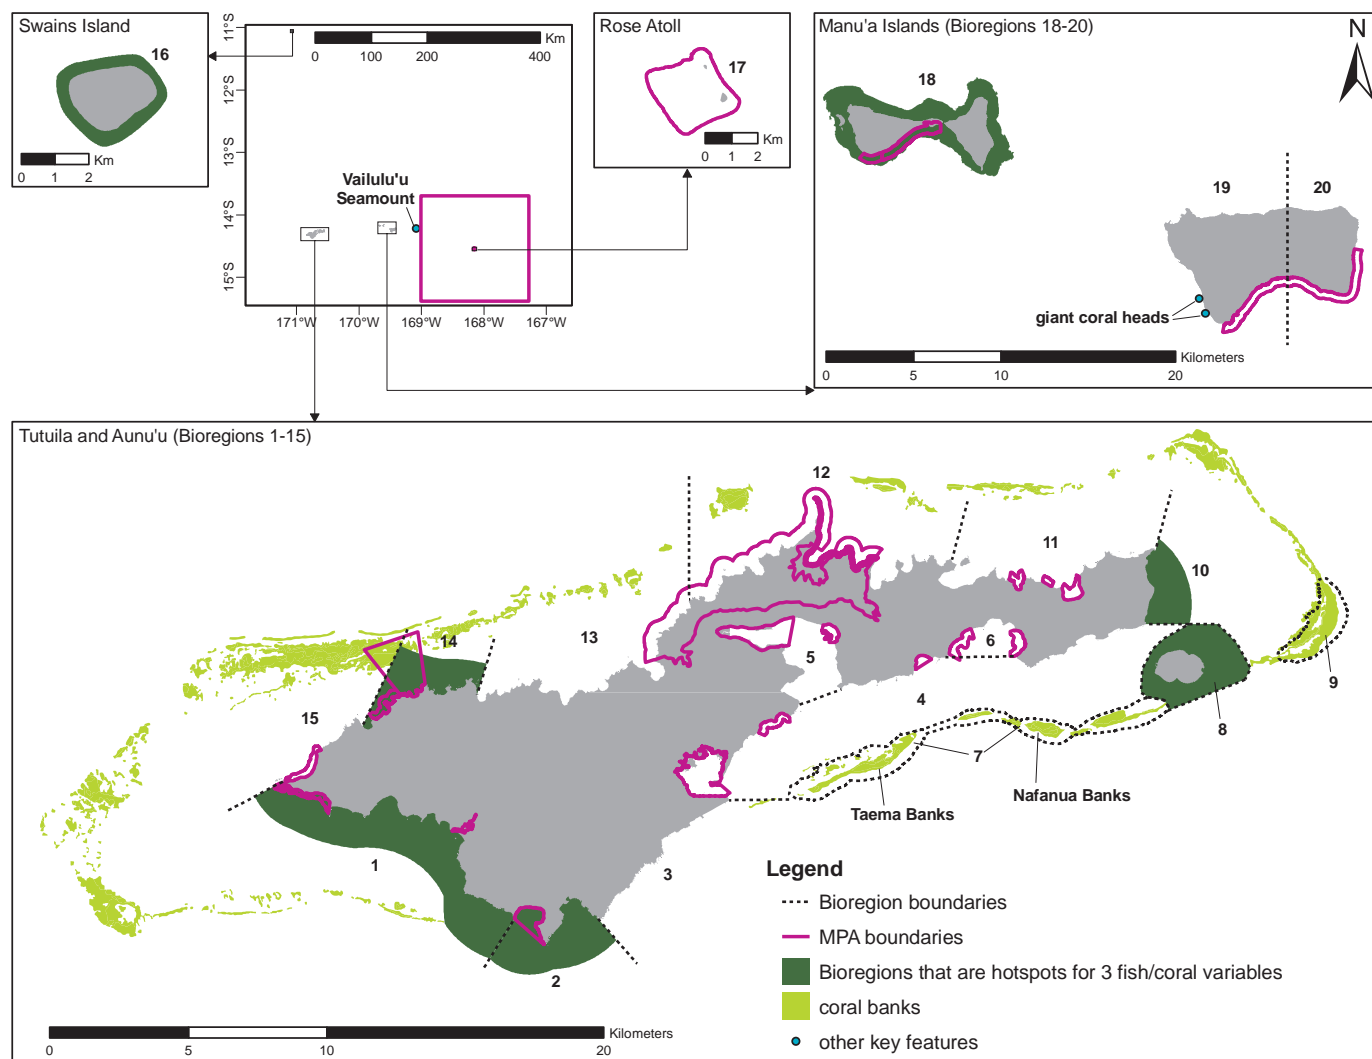 Swains Island
16
0 1 2
Km
11°S
12°S
13°S
14°S
15°S
0 100 200 400
Km
Vailulu'u
Seamount
171°W 170°W 169°W 168°W 167°W
Rose Atoll
17
0 1 2
Km
Manu'a Islands (Bioregions 18-20)
N
18
19 20
giant coral heads
0 5 10 20
Kilometers
Tutuila and Aunu'u (Bioregions 1-15)
12
11
10
14
13
6
5
9
4
15
8
7
Nafanua Banks
Taema Banks
1
3
2
Legend
Bioregion boundaries
MPA boundaries
Bioregions that are hotspots for 3 fish/coral variables
coral banks
other key features
0 5 10 20
Kilometers